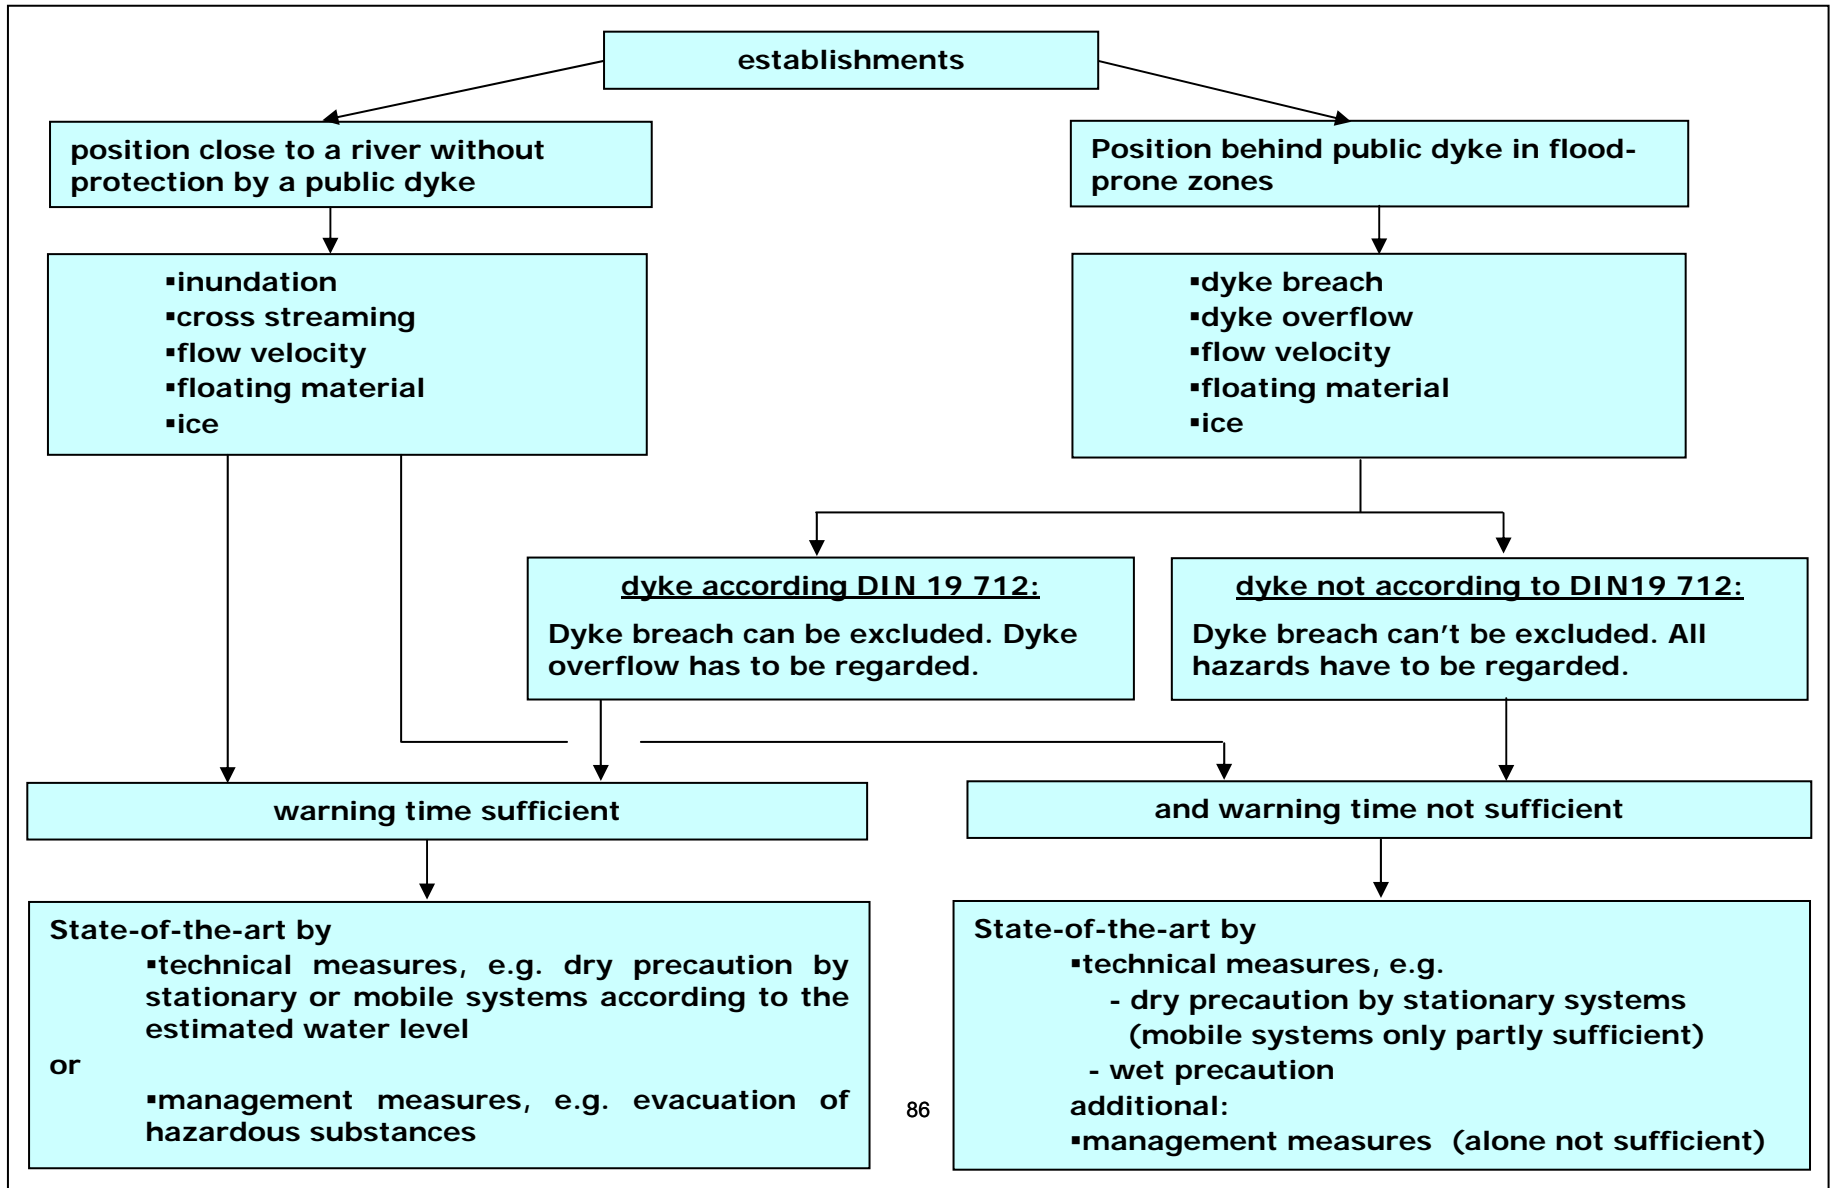 establishments
position close to a river without
protection by a public dyke
Position behind public dyke in flood-
prone zones
▪inundation
▪cross streaming
▪flow velocity
▪floating material
▪ice
▪dyke breach
▪dyke overflow
▪flow velocity
▪floating material
▪ice
dyke according DIN 19 712:
Dyke breach can be excluded. Dyke
overflow has to be regarded.
dyke not according to DIN19 712:
Dyke breach can't be excluded. All
hazards have to be regarded.
warning time sufficient
and warning time not sufficient
State-of-the-art by
▪technical measures, e.g. dry precaution by
stationary or mobile systems according to the
estimated water level
or
▪management measures, e.g. evacuation of
hazardous substances
State-of-the-art by
▪technical measures, e.g.
- dry precaution by stationary systems
(mobile systems only partly sufficient)
- wet precaution
additional:
▪management measures (alone not sufficient)
86